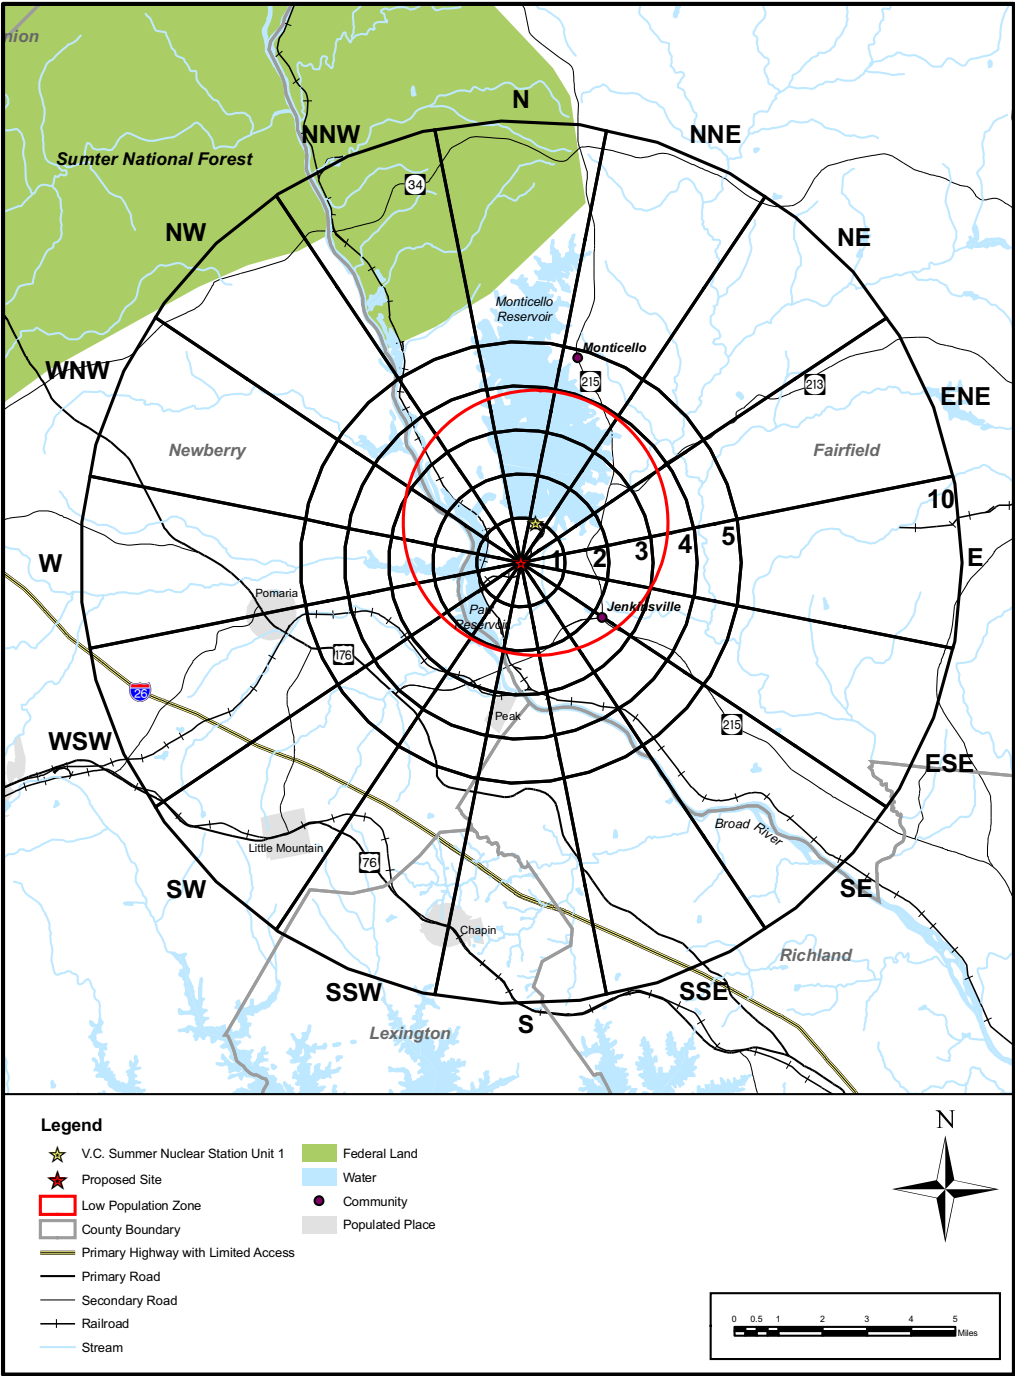 nion
N
NNW
NNE
Sumter National Forest
34
NW
NE
Monticello
Reservoir
Monticello
WNW
215
213
ENE
Newberry
Fairfield
10
5
4
3
2
1
W
E
Pomaria
Jenkinsville
Parr
Reservoir
176
26
Peak
215
WSW
ESE
Broad River
Little Mountain
76
SW
SE
Chapin
Richland
SSW
SSE
S
Lexington
Legend
V.C. Summer Nuclear Station Unit 1
Proposed Site
Low Population Zone
County Boundary
Primary Highway with Limited Access
Primary Road
Secondary Road
Railroad
Stream
Federal Land
Water
Community
Populated Place
N
0 0.5 1 2 3 4 5
Miles